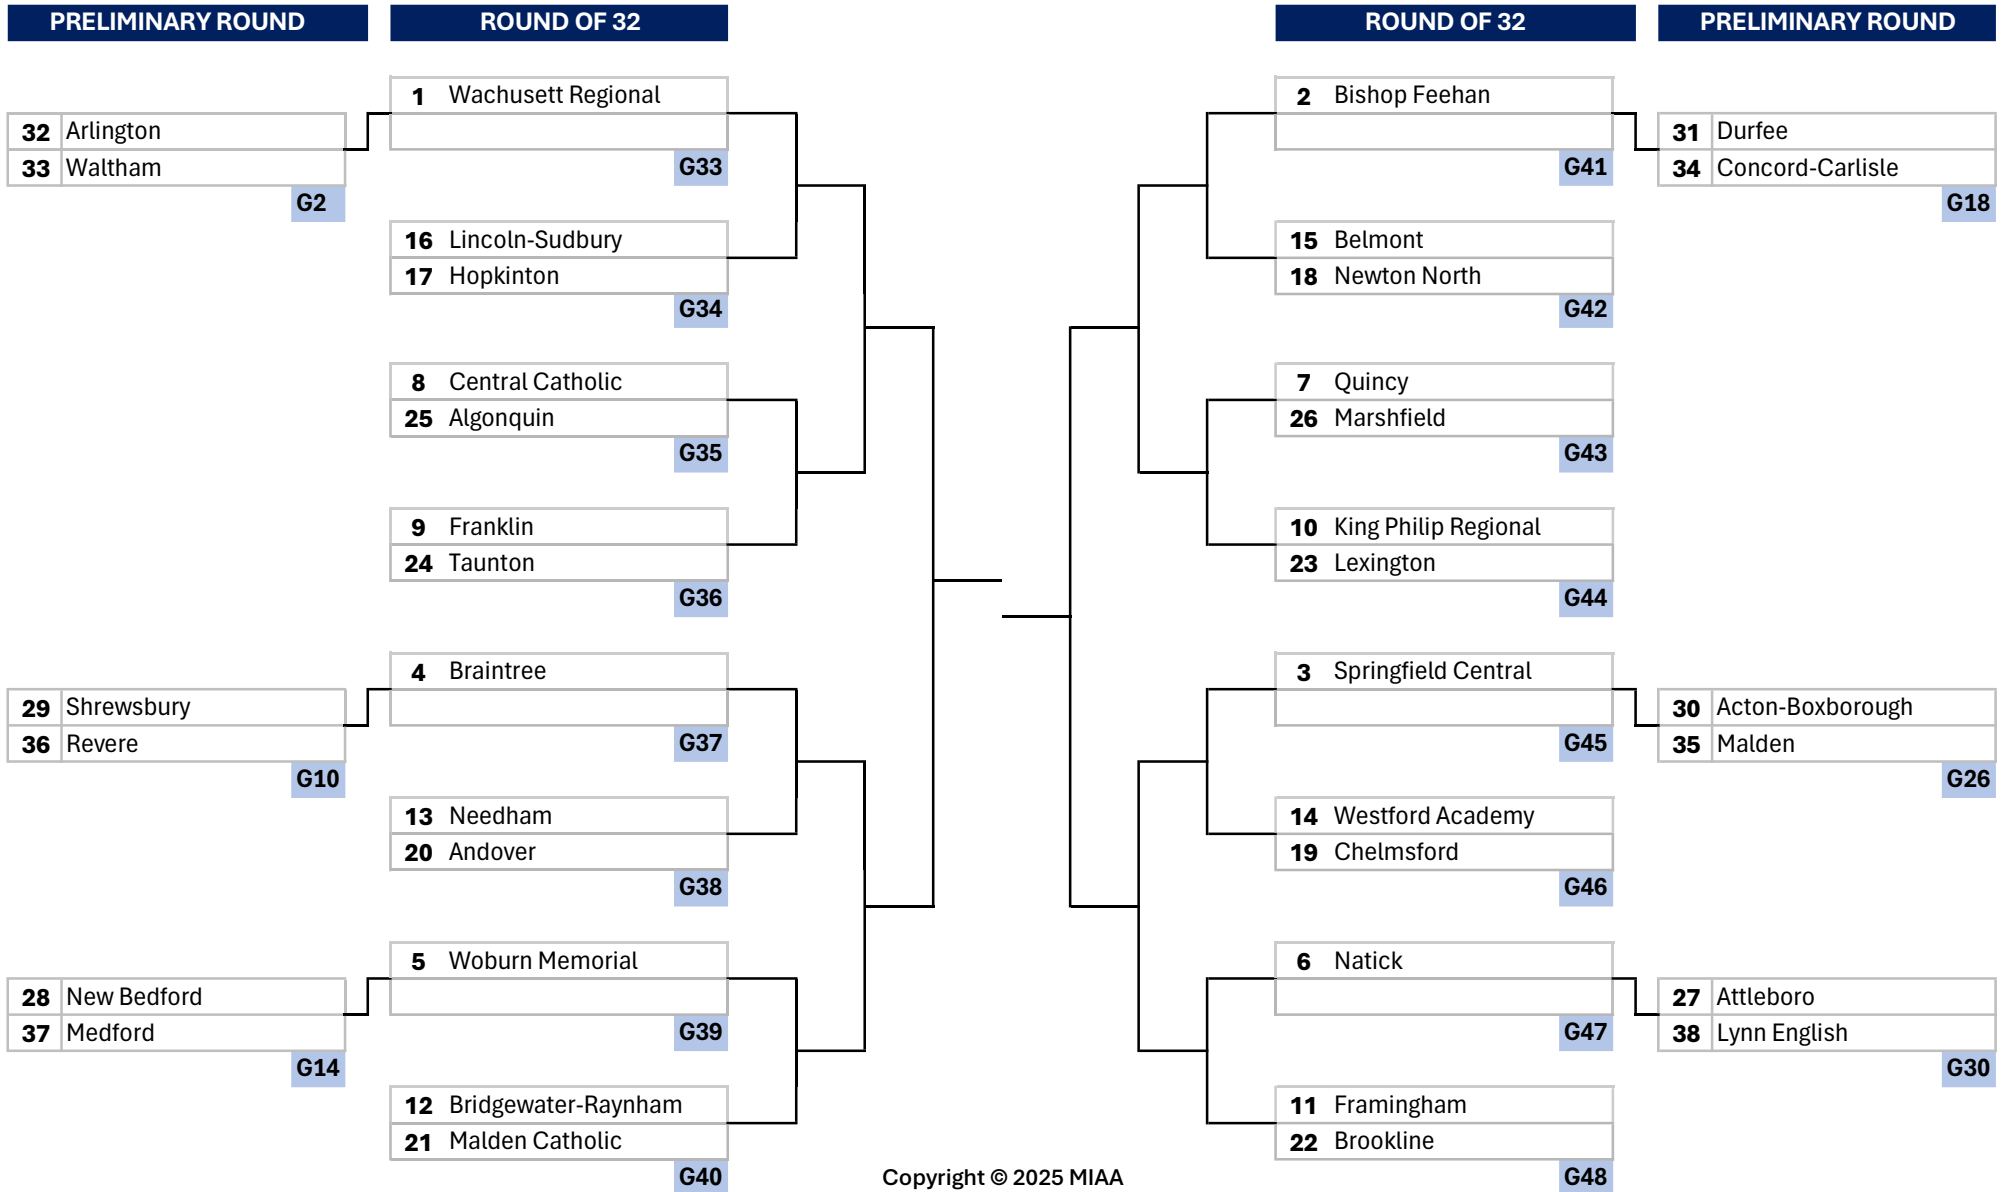 PRELIMINARY ROUND
ROUND OF 32
ROUND OF 32
PRELIMINARY ROUND
32 Arlington
33 Waltham
G2
29 Shrewsbury
36 Revere
G10
28 New Bedford
37 Medford
G14
1 Wachusett Regional
G33
16 Lincoln-Sudbury
17 Hopkinton
G34
8 Central Catholic
25 Algonquin
G35
9 Franklin
24 Taunton
G36
4 Braintree
G37
13 Needham
20 Andover
G38
5 Woburn Memorial
G39
12 Bridgewater-Raynham
21 Malden Catholic
G40
2 Bishop Feehan
G41
15 Belmont
18 Newton North
G42
7 Quincy
26 Marshfield
G43
10 King Philip Regional
23 Lexington
G44
3 Springfield Central
G45
14 Westford Academy
19 Chelmsford
G46
6 Natick
G47
11 Framingham
22 Brookline
G48
31 Durfee
34 Concord-Carlisle
G18
30 Acton-Boxborough
35 Malden
G26
27 Attleboro
38 Lynn English
G30
Copyright © 2025 MIAA